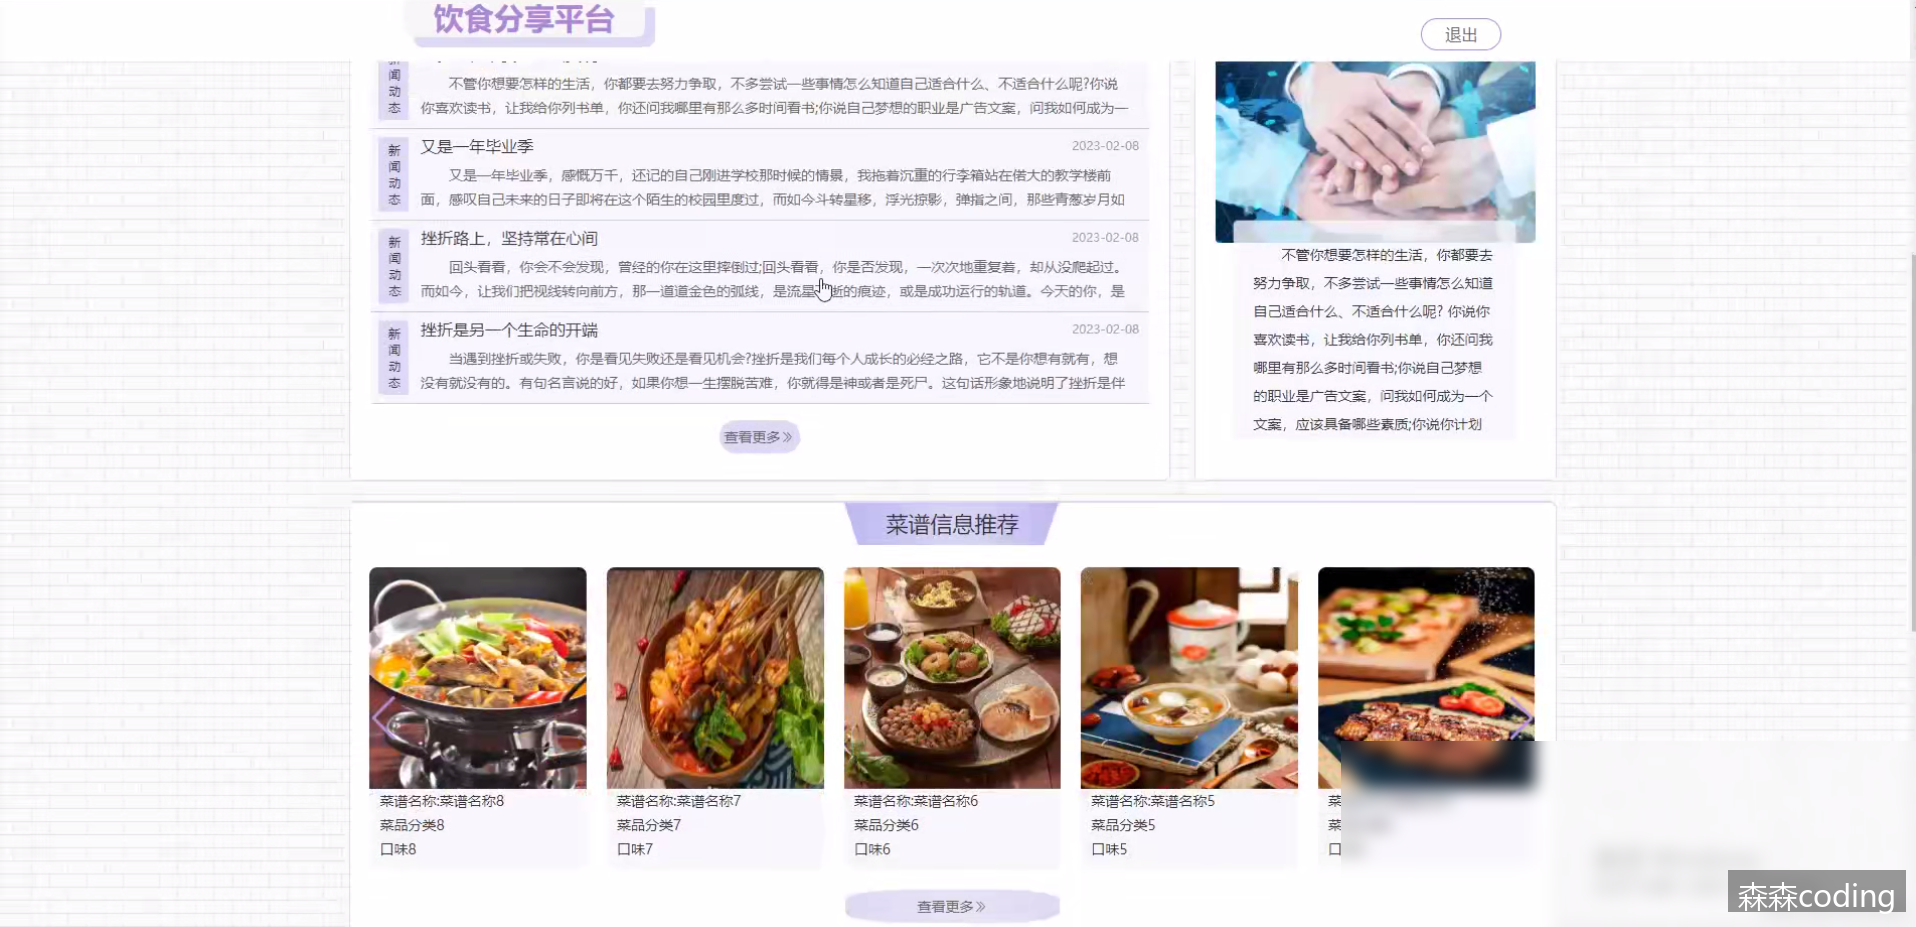 饮食分享平台
退出
闻
动
态
不管你想要怎样的生活，你都要去努力争取，不多尝试一些事情怎么知道自己适合什么、不适合什么呢?你说
你喜欢读书，让我给你列书单，你还问我哪里有那么多时间看书;你说自己梦想的职业是广告文案，问我如何成为一
新
闻
动
态
又是一年毕业季
2023-02-08
又是一年毕业季，感慨万千，还记的自己刚进学校那时候的情景，我拖着沉重的行李箱站在偌大的教学楼前
面，感叹自己未来的日子即将在这个陌生的校园里度过，而如今斗转星移，浮光掠影，弹指之间，那些青葱岁月如
新
闻
动
态
挫折路上，坚持常在心间
2023-02-08
回头看看，你会不会发现，曾经的你在这里摔倒过;回头看看，你是否发现，一次次地重复着，却从没爬起过。
而如今，让我们把视线转向前方，那一道道金色的弧线，是流星 的痕迹，或是成功运行的轨道。今天的你，是
新
闻
动
态
挫折是另一个生命的开端
2023-02-08
当遇到挫折或失败，你是看见失败还是看见机会?挫折是我们每个人成长的必经之路，它不是你想有就有，想
没有就没有的。有句名言说的好，如果你想一生摆脱苦难，你就得是神或者是死尸。这句话形象地说明了挫折是伴
查看更多》
不管你想要怎样的生活，你都要去
努力争取，不多尝试一些事情怎么知道
自己适合什么、不适合什么呢? 你说你
喜欢读书，让我给你列书单，你还问我
哪里有那么多时间看书;你说自己梦想
的职业是广告文案，问我如何成为一个
文案，应该具备哪些素质;你说你计划
菜谱信息推荐
菜谱名称:菜谱名称8
菜品分类8
口味8
菜谱名称:菜谱名称7
菜品分类7
口味7
菜谱名称:菜谱名称6
菜品分类6
口味6
菜谱名称:菜谱名称5
菜品分类5
口味5
菜
菜
口
查看更多》
森森coding